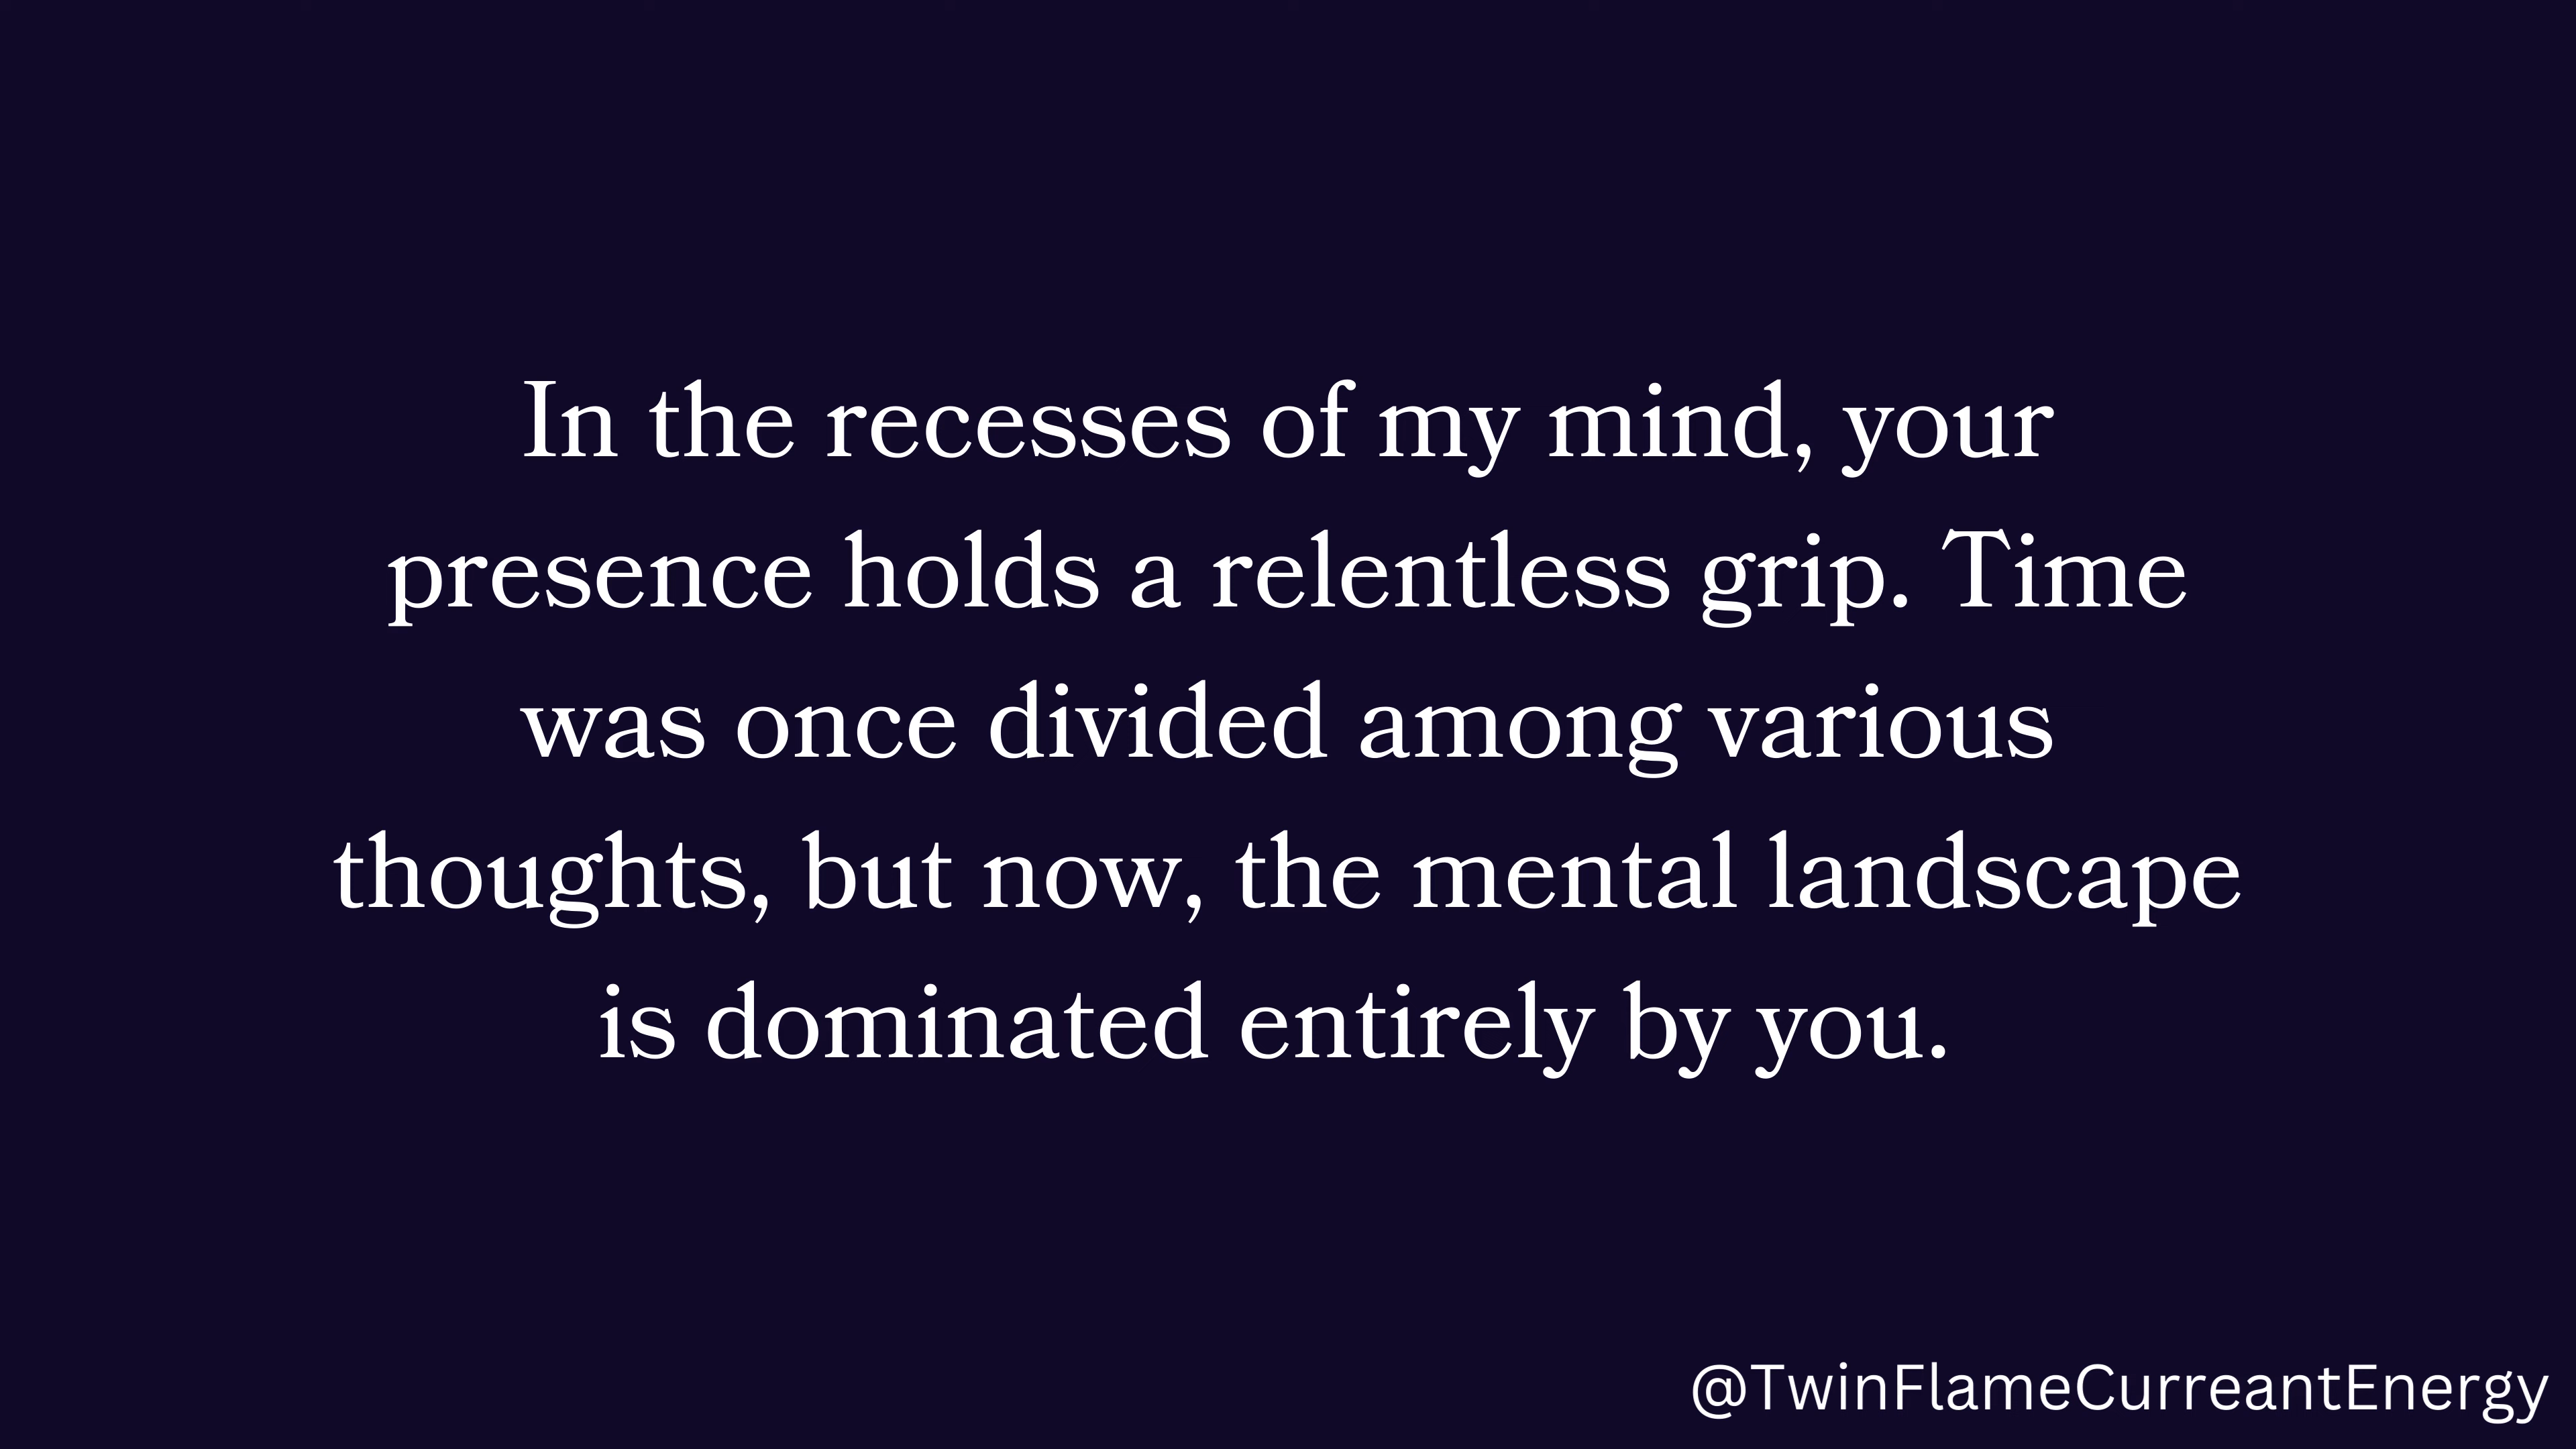 In the recesses of my mind, your
presence holds a relentless grip. Time
was once divided among various
thoughts, but now, the mental landscape
is dominated entirely by you.
@TwinFlameCurreantEnergy